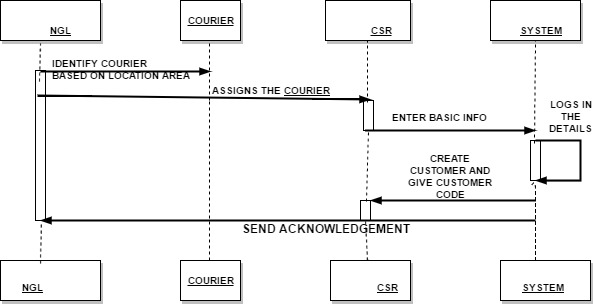 NGL
COURIER
CSR
SYSTEM
IDENTIFY COURIER
BASED ON LOCATION AREA
ASSIGNS THE COURIER
LOGS IN
THE
DETAILS
ENTER BASIC INFO
CREATE
CUSTOMER AND
GIVE CUSTOMER
CODE
SEND ACKNOWLEDGEMENT
NGL
COURIER
CSR
SYSTEM